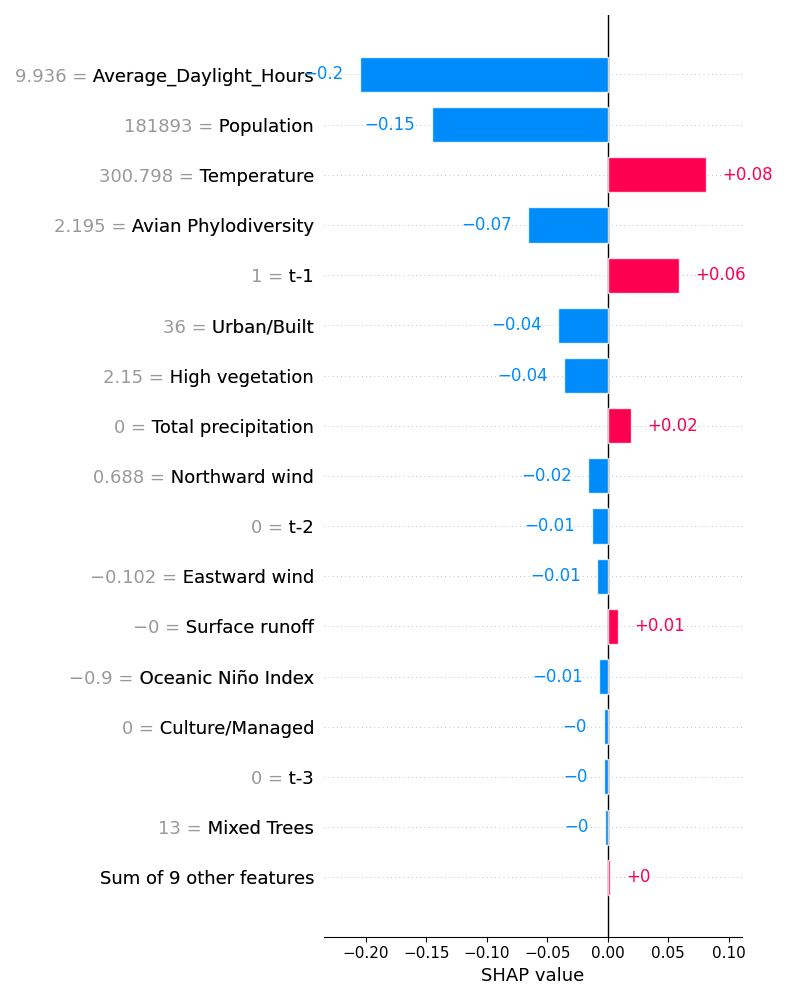 9.936 = Average_Daylight_Hours −0.2
181893 = Population −0.15
300.798 = Temperature +0.08
2.195 = Avian Phylodiversity −0.07
1 = t-1 +0.06
36 = Urban/Built −0.04
2.15 = High vegetation −0.04
0 = Total precipitation +0.02
0.688 = Northward wind −0.02
0 = t-2 −0.01
−0.102 = Eastward wind −0.01
−0 = Surface runoff +0.01
−0.9 = Oceanic Niño Index −0.01
0 = Culture/Managed −0
0 = t-3 −0
13 = Mixed Trees −0
Sum of 9 other features +0
−0.20 −0.15 −0.10 −0.05 0.00 0.05 0.10
SHAP value